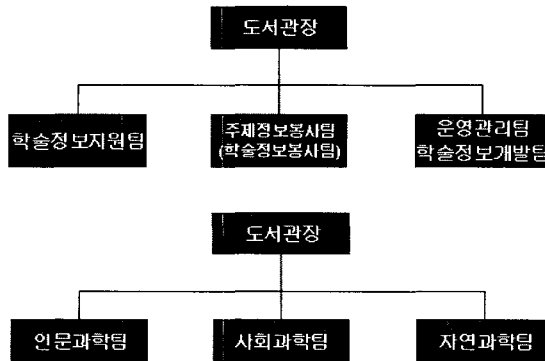 도서관장
학술정보지원팀
주제정보봉사팀
(학술정보봉사팀)
운영관리팀
학술정보개발팀
도서관장
인문과학팀
사회과학팀
자연과학팀